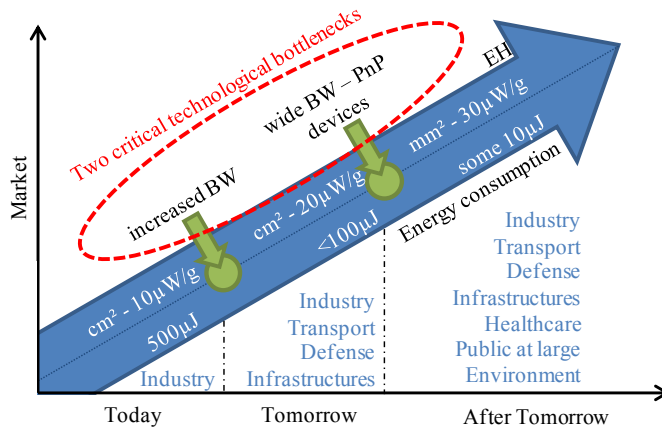 Two critical technological bottlenecks
EH
wide BW – PnP
devices
increased BW
mm² - 30µW/g
some 10µJ
cm² - 20µW/g
<100µJ
cm² - 10µW/g
500µJ
Energy consumption
Market
Industry
Industry
Transport
Defense
Infrastructures
Industry
Transport
Defense
Infrastructures
Healthcare
Public at large
Environment
Today
Tomorrow
After Tomorrow